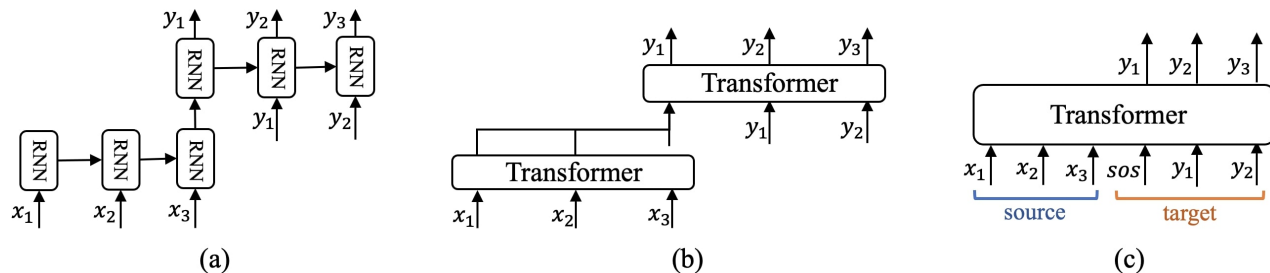 y₁ y₂ y₃
RNN RNN RNN
y₁ y₂
RNN RNN RNN
x₁ x₂ x₃
(a)
y₁ y₂ y₃
Transformer
y₁ y₂
Transformer
x₁ x₂ x₃
(b)
y₁ y₂ y₃
Transformer
x₁ x₂ x₃ sos y₁ y₂
source target
(c)